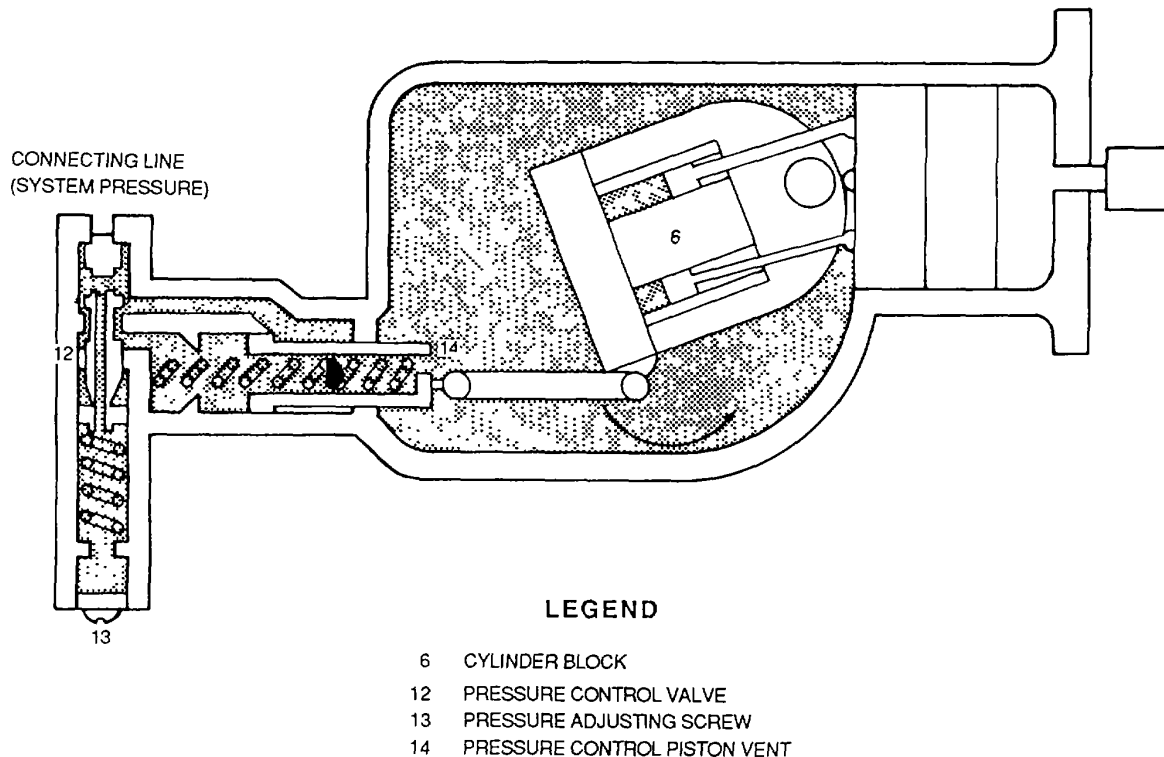 CONNECTING LINE
(SYSTEM PRESSURE)
6
12
14
13
LEGEND
6 CYLINDER BLOCK
12 PRESSURE CONTROL VALVE
13 PRESSURE ADJUSTING SCREW
14 PRESSURE CONTROL PISTON VENT